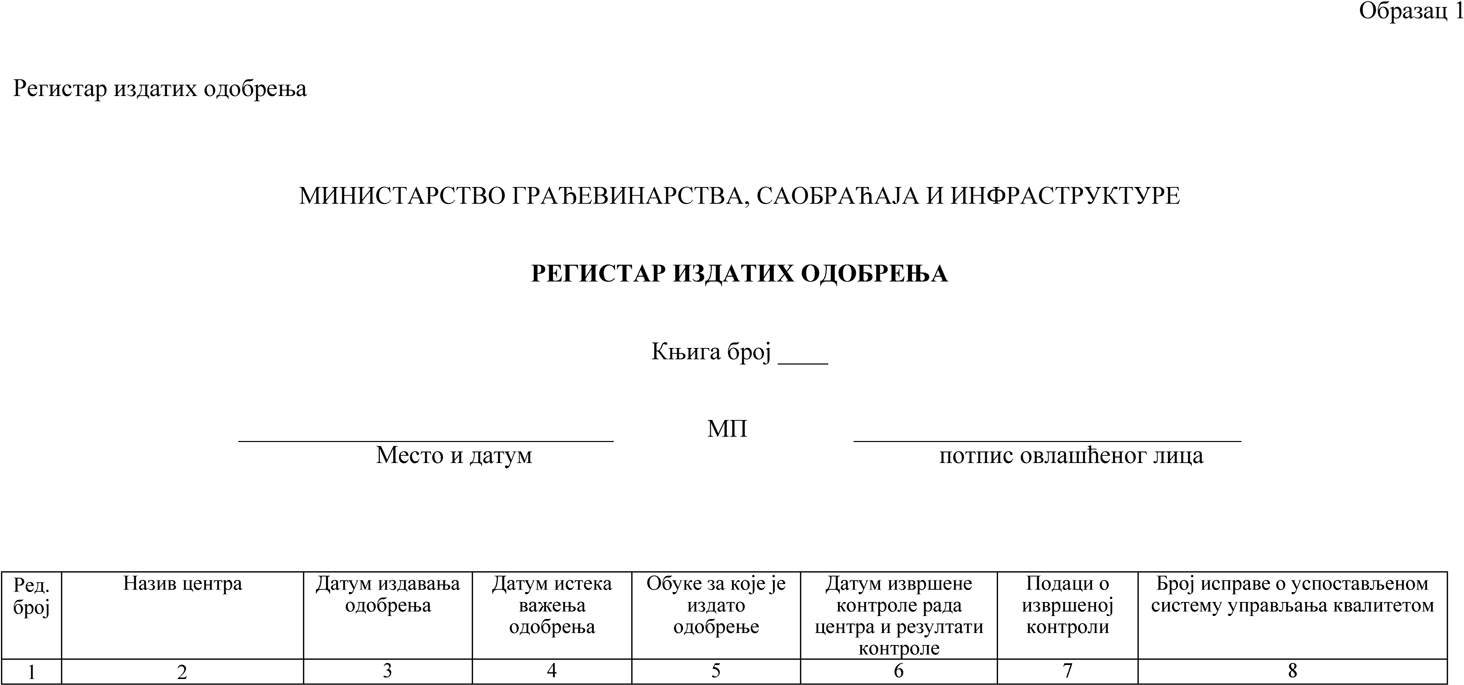 Образац 1
Регистар издатих одобрења
МИНИСТАРСТВО ГРАЂЕВИНАРСТВА, САОБРАЋАЈА И ИНФРАСТРУКТУРЕ
РЕГИСТАР ИЗДАТИХ ОДОБРЕЊА
Књига број ____
МП
Место и датум
потпис овлашћеног лица
Ред.
број
Назив центра
Датум издавања
одобрења
Датум истека
важења
одобрења
Обуке за које је
издато
одобрење
Датум извршене
контроле рада
центра и резултати
контроле
Подаци о
извршеној
контроли
Број исправе о успостављеном
систему управљања квалитетом
1
2
3
4
5
6
7
8